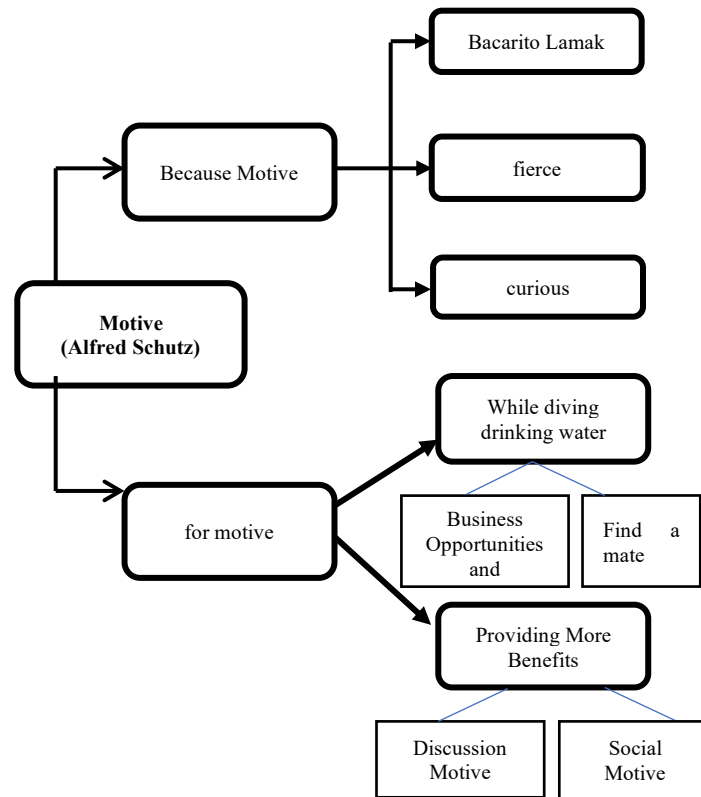 Bacarito Lamak
Because Motive
fierce
curious
Motive
(Alfred Schutz)
While diving
drinking water
for motive
Business
Opportunities
and
Find a
mate
Providing More
Benefits
Discussion
Motive
Social
Motive